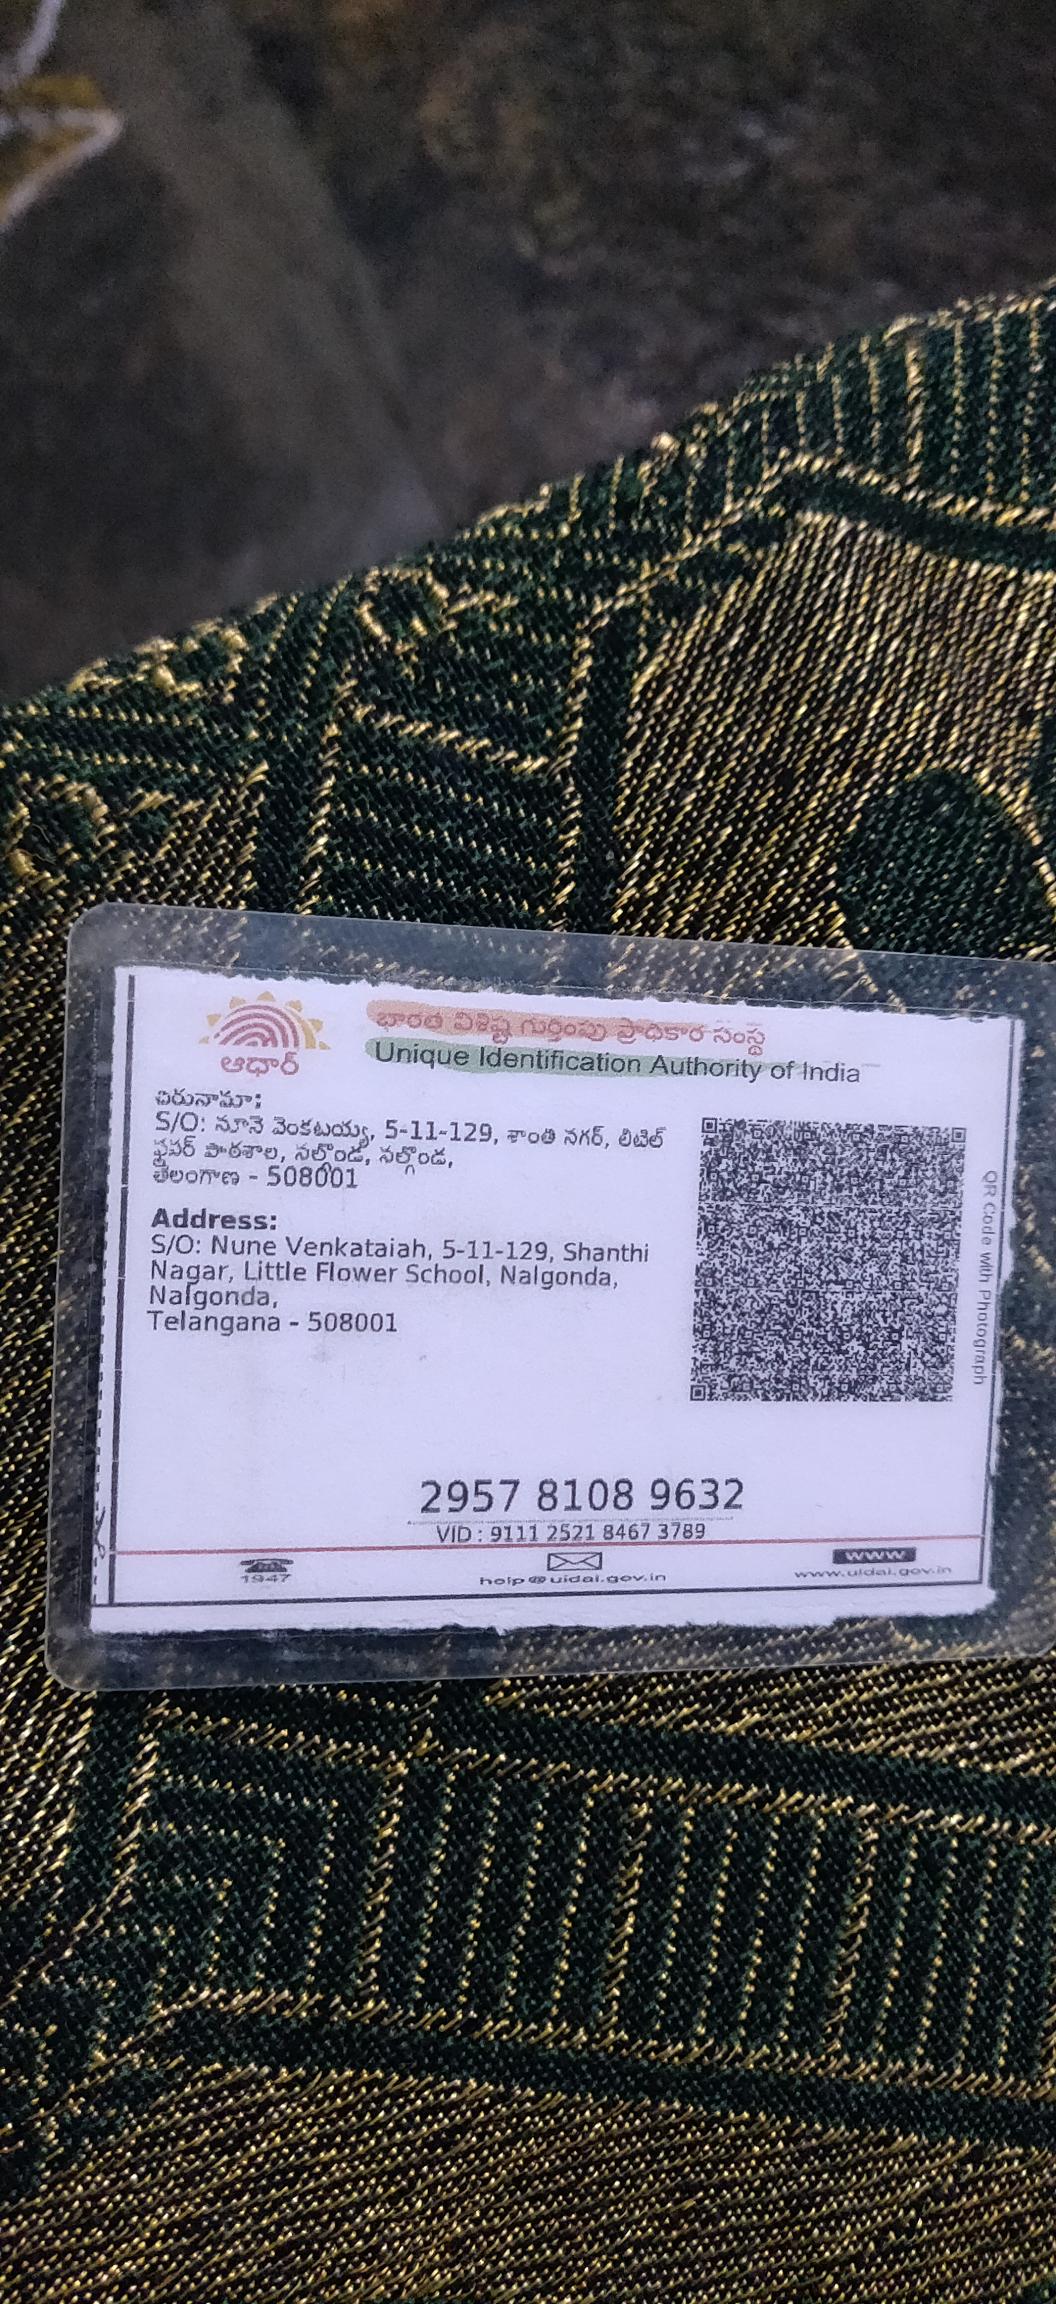 ఆధార్
భారత విశిష్ట గుర్తింపు ప్రాధికార సంస్థ
Unique Identification Authority of India
చిరునామా:
S/O: నూనె వెంకటయ్య, 5-11-129, శాంతి నగర్, లిటిల్
ఫ్లవర్ పాఠశాల, నల్గొండ, నల్గొండ,
తెలంగాణ - 508001
Address:
S/O: Nune Venkataiah, 5-11-129, Shanthi
Nagar, Little Flower School, Nalgonda,
Nalgonda,
Telangana - 508001
QR Code with Photograph
2957 8108 9632
VID : 9111 2521 8467 3789
1947
help@uidai.gov.in
www
www.uidai.gov.in